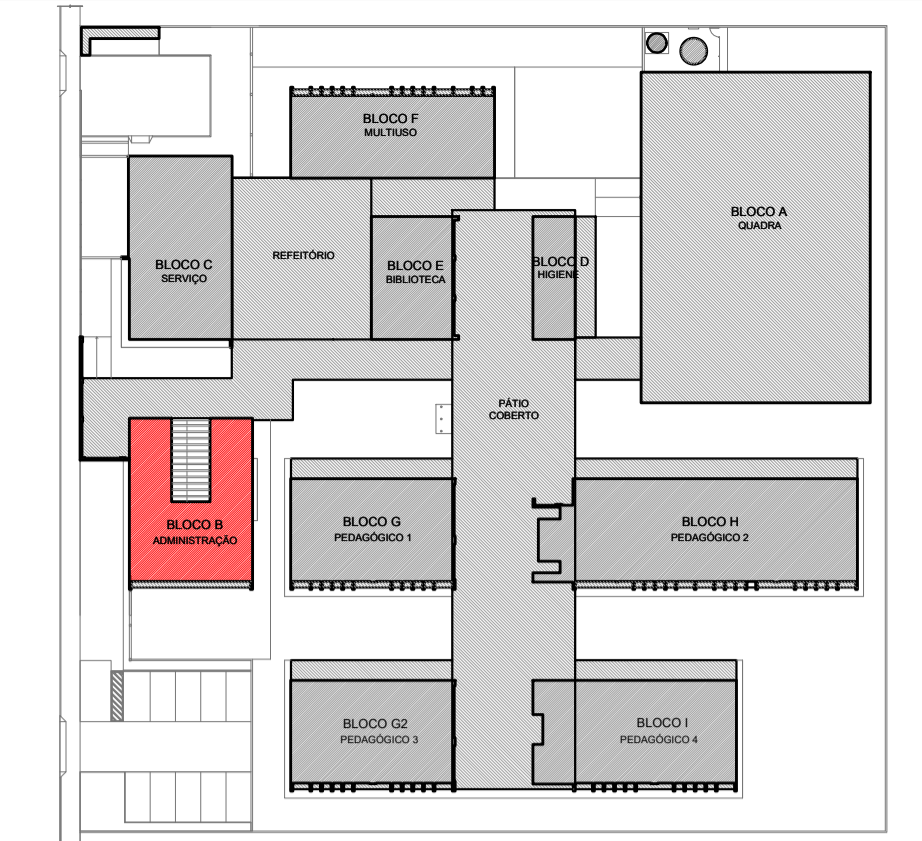 BLOCO F
MULTIUSO
BLOCO A
QUADRA
BLOCO C
SERVIÇO
REFEITÓRIO
BLOCO E
BIBLIOTECA
BLOCO D
HIGIENE
PÁTIO
COBERTO
BLOCO B
ADMINISTRAÇÃO
BLOCO G
PEDAGÓGICO 1
BLOCO H
PEDAGÓGICO 2
BLOCO G2
PEDAGÓGICO 3
BLOCO I
PEDAGÓGICO 4